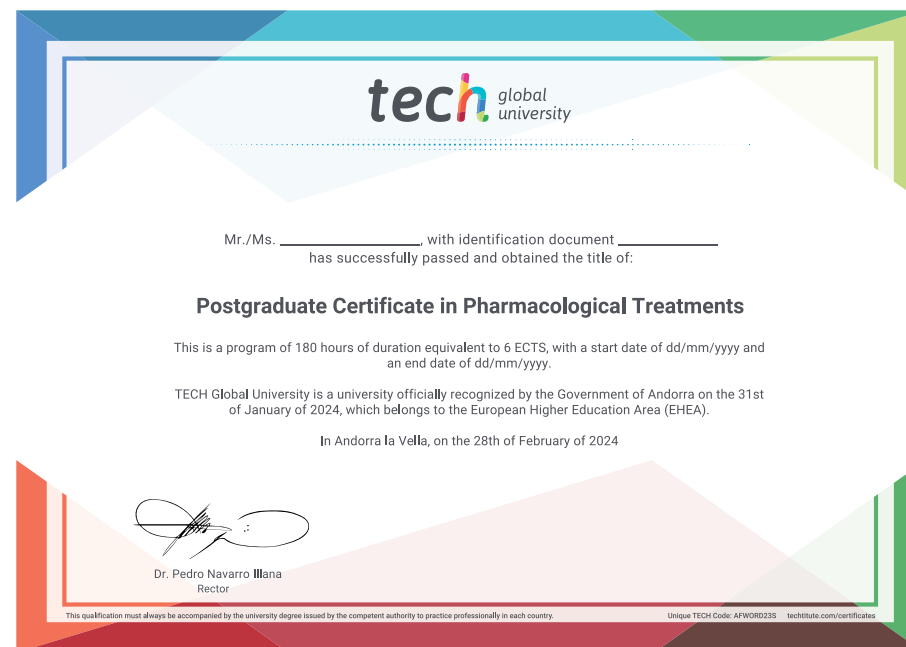 tech global university
Mr./Ms. ____________________, with identification document ______________
has successfully passed and obtained the title of:
Postgraduate Certificate in Pharmacological Treatments
This is a program of 180 hours of duration equivalent to 6 ECTS, with a start date of dd/mm/yyyy and
an end date of dd/mm/yyyy.
TECH Global University is a university officially recognized by the Government of Andorra on the 31st
of January of 2024, which belongs to the European Higher Education Area (EHEA).
In Andorra la Vella, on the 28th of February of 2024
Dr. Pedro Navarro Illana
Rector
This qualification must always be accompanied by the university degree issued by the competent authority to practice professionally in each country.
Unique TECH Code: AFWORD23S techtitute.com/certificates